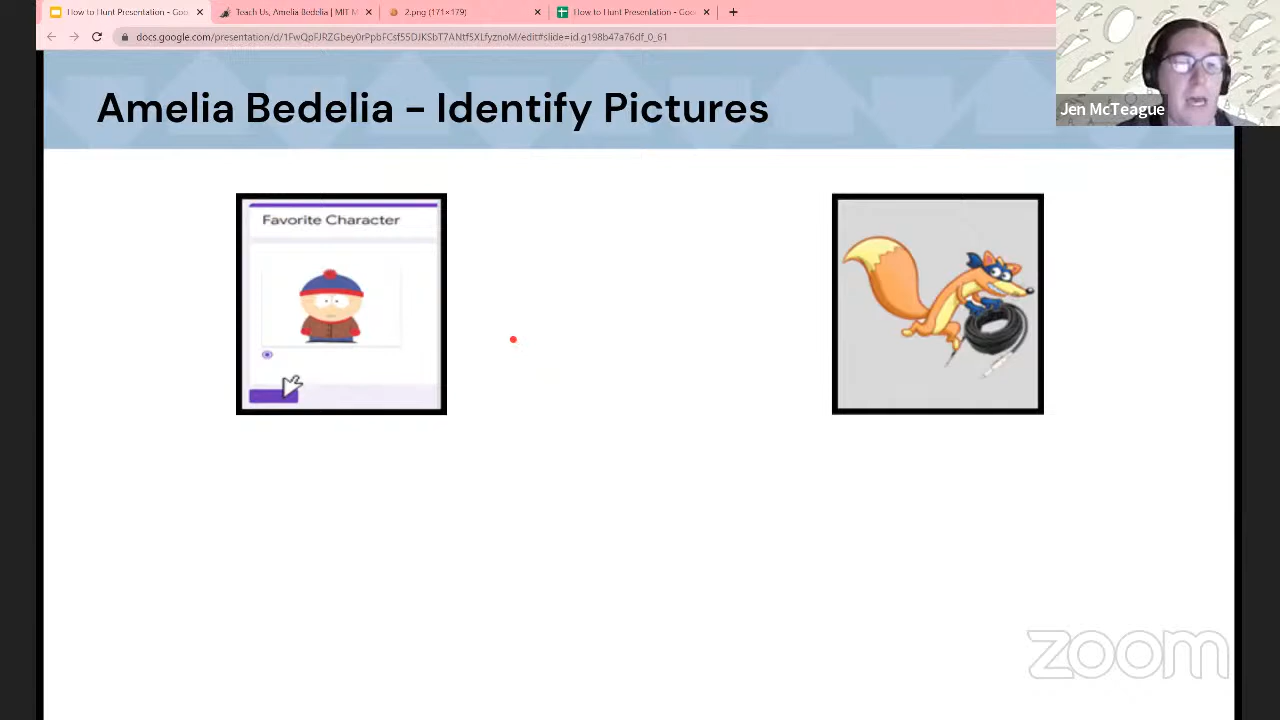 How to Hunt Presentation - Goo
Teach Us, Amelia Bedelia | MIT M
2.png (171×179)
How to Hunt Presentation - Goo
docs.google.com/presentation/d/1FwQpFJRZGbey0rPpbFCsf55DJKSbT7ANtf5XLfyznoM/edit#slide=id.g198b47a76df_0_61
Jen McTeague
Amelia Bedelia - Identify Pictures
Favorite Character
zoom